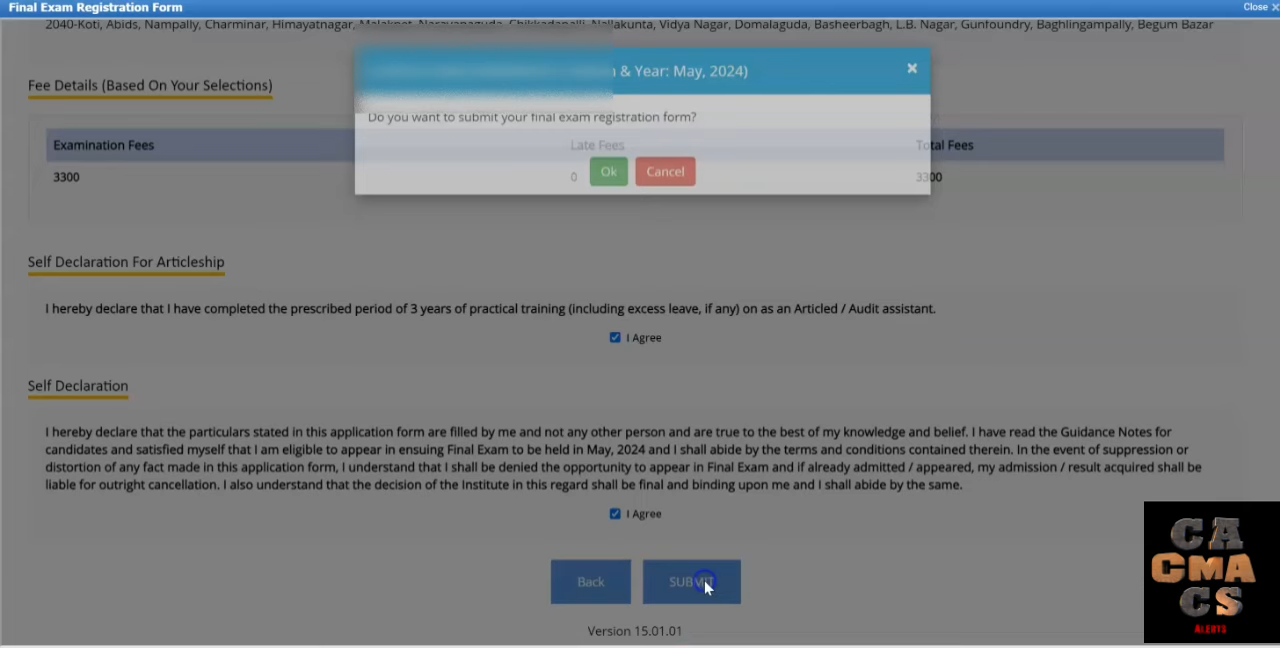 Final Exam Registration Form
Close X
2040-Koti, Abids, Nampally, Charminar, Himayatnagar, Malakpet, Narayanaguda, Chikkadapalli, Nallakunta, Vidya Nagar, Domalaguda, Basheerbagh, L.B. Nagar, Gunfoundry, Baghlingampally, Begum Bazar
& Year: May, 2024)
×
Do you want to submit your final exam registration form?
Ok
Cancel
Fee Details (Based On Your Selections)
Examination Fees
Late Fees
Total Fees
3300
0
3300
Self Declaration For Articleship
I hereby declare that I have completed the prescribed period of 3 years of practical training (including excess leave, if any) on as an Articled / Audit assistant.
I Agree
Self Declaration
I hereby declare that the particulars stated in this application form are filled by me and not any other person and are true to the best of my knowledge and belief. I have read the Guidance Notes for
candidates and satisfied myself that I am eligible to appear in ensuing Final Exam to be held in May, 2024 and I shall abide by the terms and conditions contained therein. In the event of suppression or
distortion of any fact made in this application form, I understand that I shall be denied the opportunity to appear in Final Exam and if already admitted / appeared, my admission / result acquired shall be
liable for outright cancellation. I also understand that the decision of the Institute in this regard shall be final and binding upon me and I shall abide by the same.
I Agree
Back
SUBMIT
Version 15.01.01
CA
CMA
CS
ALERTS